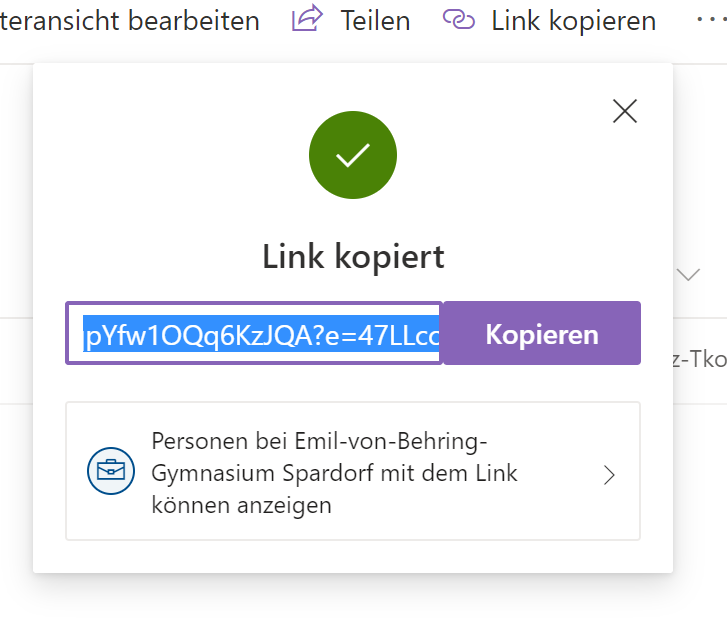 teransicht bearbeiten Teilen Link kopieren ...
Link kopiert
pYfw1OQq6KzJQA?e=47LLcc Kopieren
z-Tko
Personen bei Emil-von-Behring-
Gymnasium Spardorf mit dem Link
können anzeigen